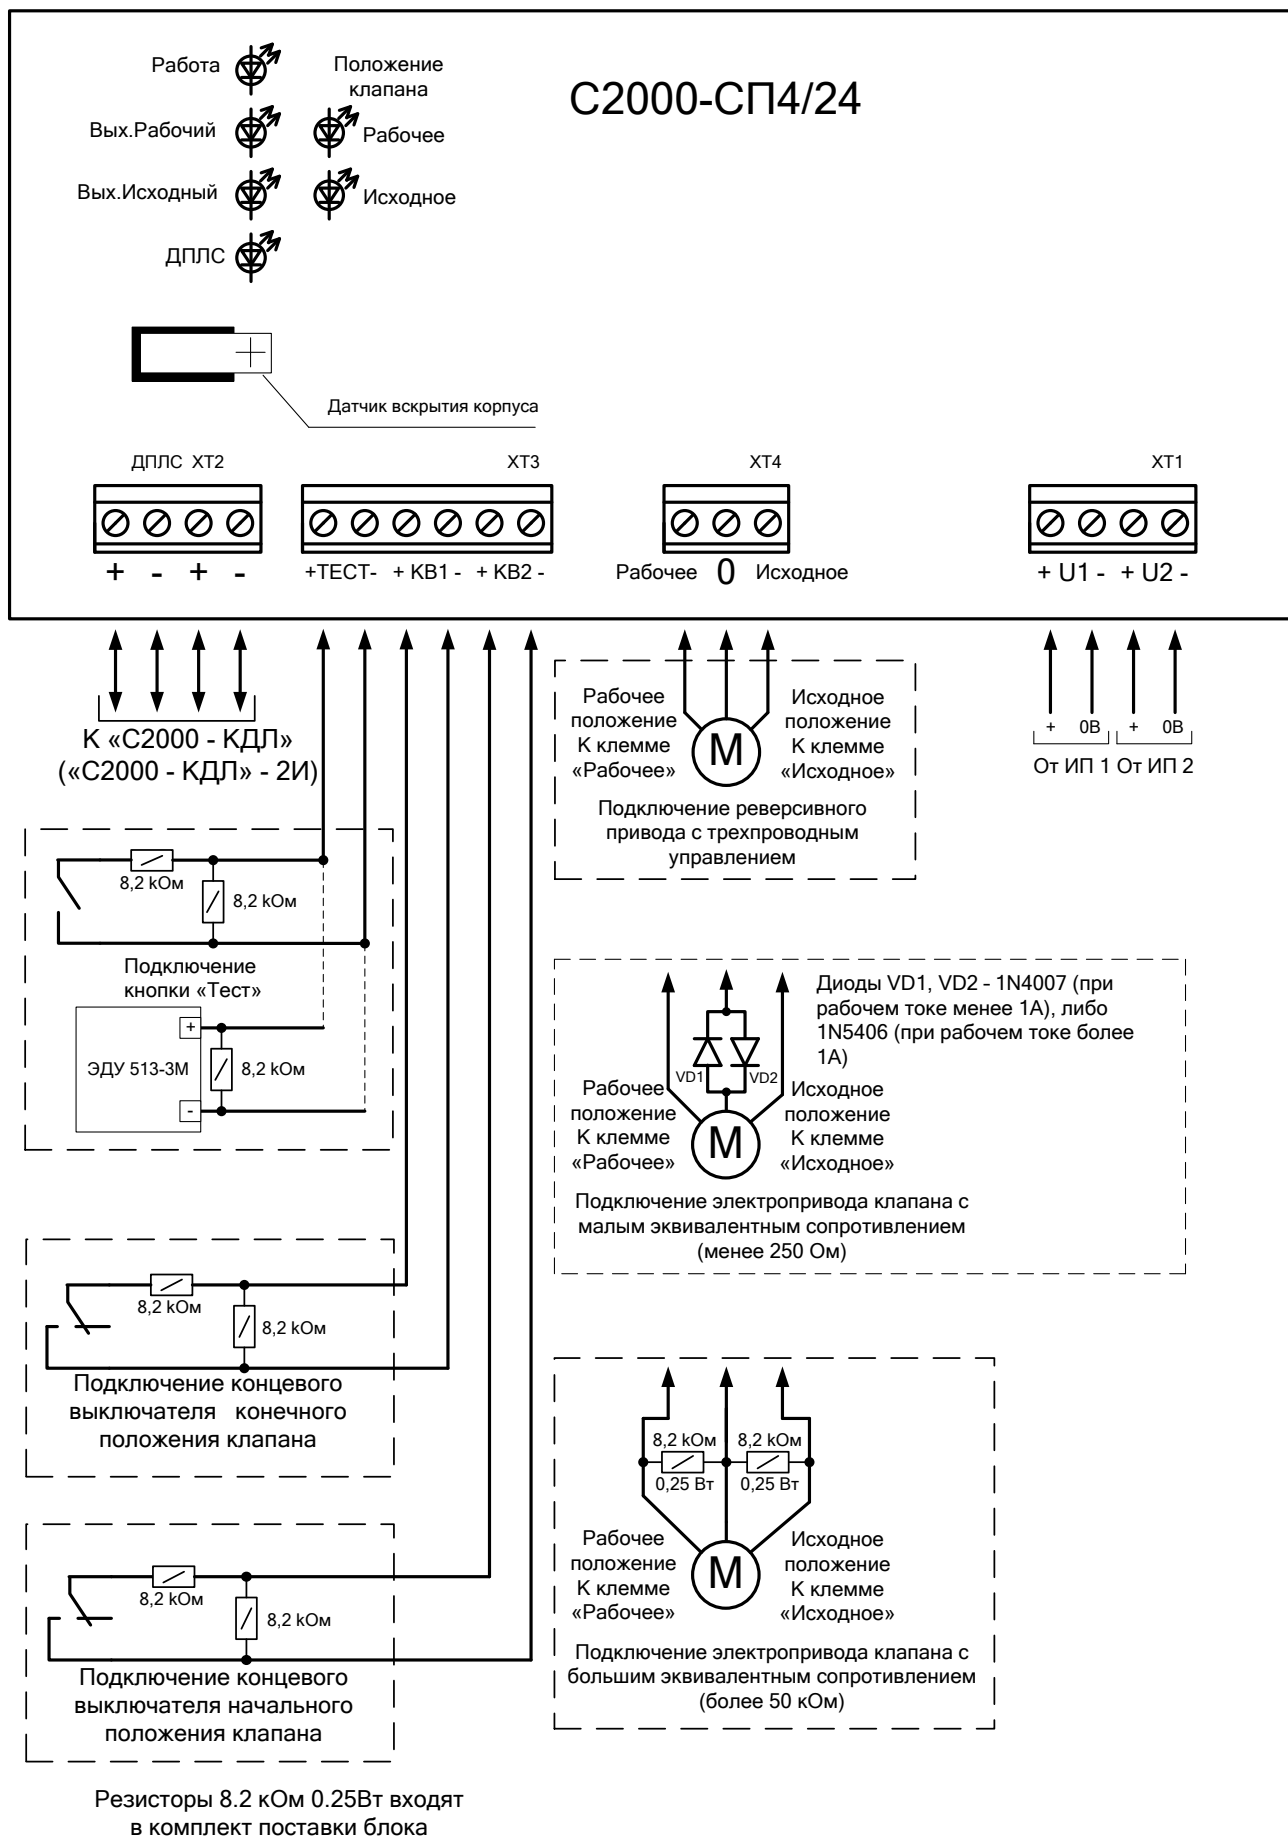 Работа
Положение
клапана
С2000-СП4/24
Вых.Рабочий
Рабочее
Вых.Исходный
Исходное
ДПЛС
Датчик вскрытия корпуса
ДПЛС XT2
XT3
XT4
XT1
+ - + -
+ТЕСТ- + КВ1 - + КВ2 -
Рабочее 0 Исходное
+ U1 - + U2 -
К «С2000 - КДЛ»
(«С2000 - КДЛ» - 2И)
+ 0В + 0В
От ИП 1 От ИП 2
Рабочее
положение
К клемме
«Рабочее»
М
Исходное
положение
К клемме
«Исходное»
Подключение реверсивного
привода с трехпроводным
управлением
8,2 kОм
8,2 kОм
Подключение
кнопки «Тест»
+
ЭДУ 513-3М
8,2 kОм
-
Диоды VD1, VD2 - 1N4007 (при
рабочем токе менее 1А), либо
1N5406 (при рабочем токе более
1А)
VD1
VD2
Рабочее
положение
К клемме
«Рабочее»
М
Исходное
положение
К клемме
«Исходное»
Подключение электропривода клапана с
малым эквивалентным сопротивлением
(менее 250 Ом)
8,2 kОм
8,2 kОм
Подключение концевого
выключателя конечного
положения клапана
8,2 kОм
8,2 kОм
0,25 Вт
0,25 Вт
Рабочее
положение
К клемме
«Рабочее»
М
Исходное
положение
К клемме
«Исходное»
Подключение электропривода клапана с
большим эквивалентным сопротивлением
(более 50 кОм)
8,2 kОм
8,2 kОм
Подключение концевого
выключателя начального
положения клапана
Резисторы 8.2 кОм 0.25Вт входят
в комплект поставки блока